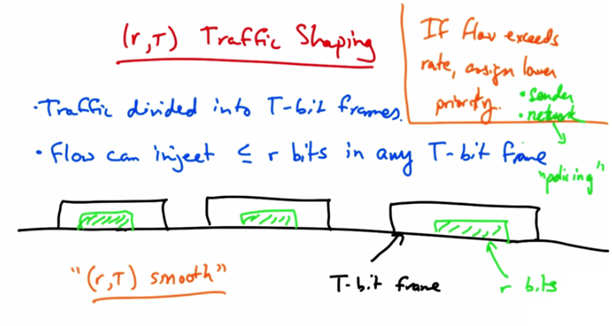 (r,T) Traffic Shaping
If flow exceeds
rate, assign lower
priority.
• sender
• network
"policing"
• Traffic divided into T-bit frames.
• Flow can inject ≤ r bits in any T-bit frame
"(r,T) smooth"
T-bit frame
r bits